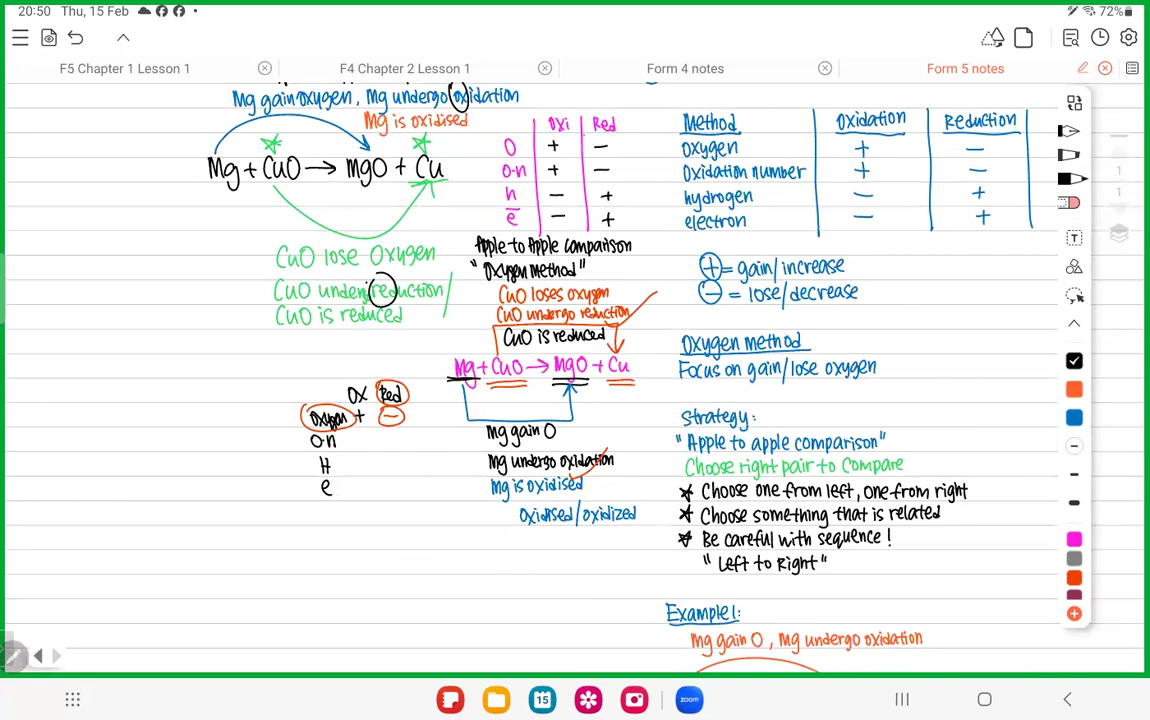 20:50 Thu, 15 Feb
72%
F5 Chapter 1 Lesson 1
F4 Chapter 2 Lesson 1
Form 4 notes
Form 5 notes
Mg gain oxygen, Mg undergo oxidation
Mg is oxidised
Mg + CuO → MgO + Cu
CuO lose Oxygen
CuO undergo reduction
CuO is reduced
Oxi Red
O + −
O.n + −
h − +
e − +
Apple to Apple comparison
"Oxygen Method"
CuO loses oxygen
CuO undergo reduction
CuO is reduced
Mg + CuO → MgO + Cu
Mg gain O
Mg undergo oxidation
Mg is oxidised
oxidised/oxidized
OX Red
oxygen + −
O.n
H
e
Method Oxidation Reduction
oxygen + −
Oxidation number + −
hydrogen − +
electron − +
+ = gain/increase
− = lose/decrease
Oxygen method
Focus on gain/lose oxygen
Strategy:
"Apple to apple comparison"
Choose right pair to compare
* Choose one from left, one from right
* Choose something that is related
* Be careful with sequence!
"Left to Right"
Example 1:
Mg gain O, Mg undergo oxidation
T
1
1
15
zoom